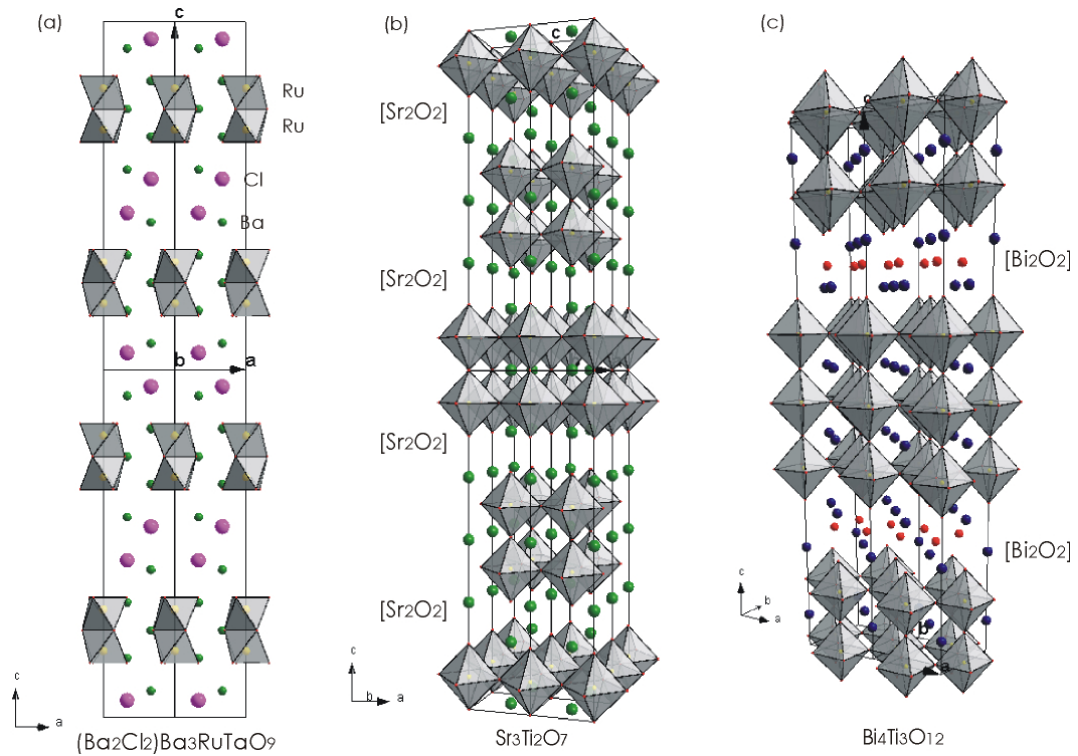 (a)
c
Ru
Ru
Cl
Ba
b
a
c
a
(Ba2Cl2)Ba3RuTaO9
(b)
c
[Sr2O2]
[Sr2O2]
[Sr2O2]
[Sr2O2]
c
b
a
Sr3Ti2O7
(c)
c
[Bi2O2]
[Bi2O2]
b
a
c
b
a
Bi4Ti3O12